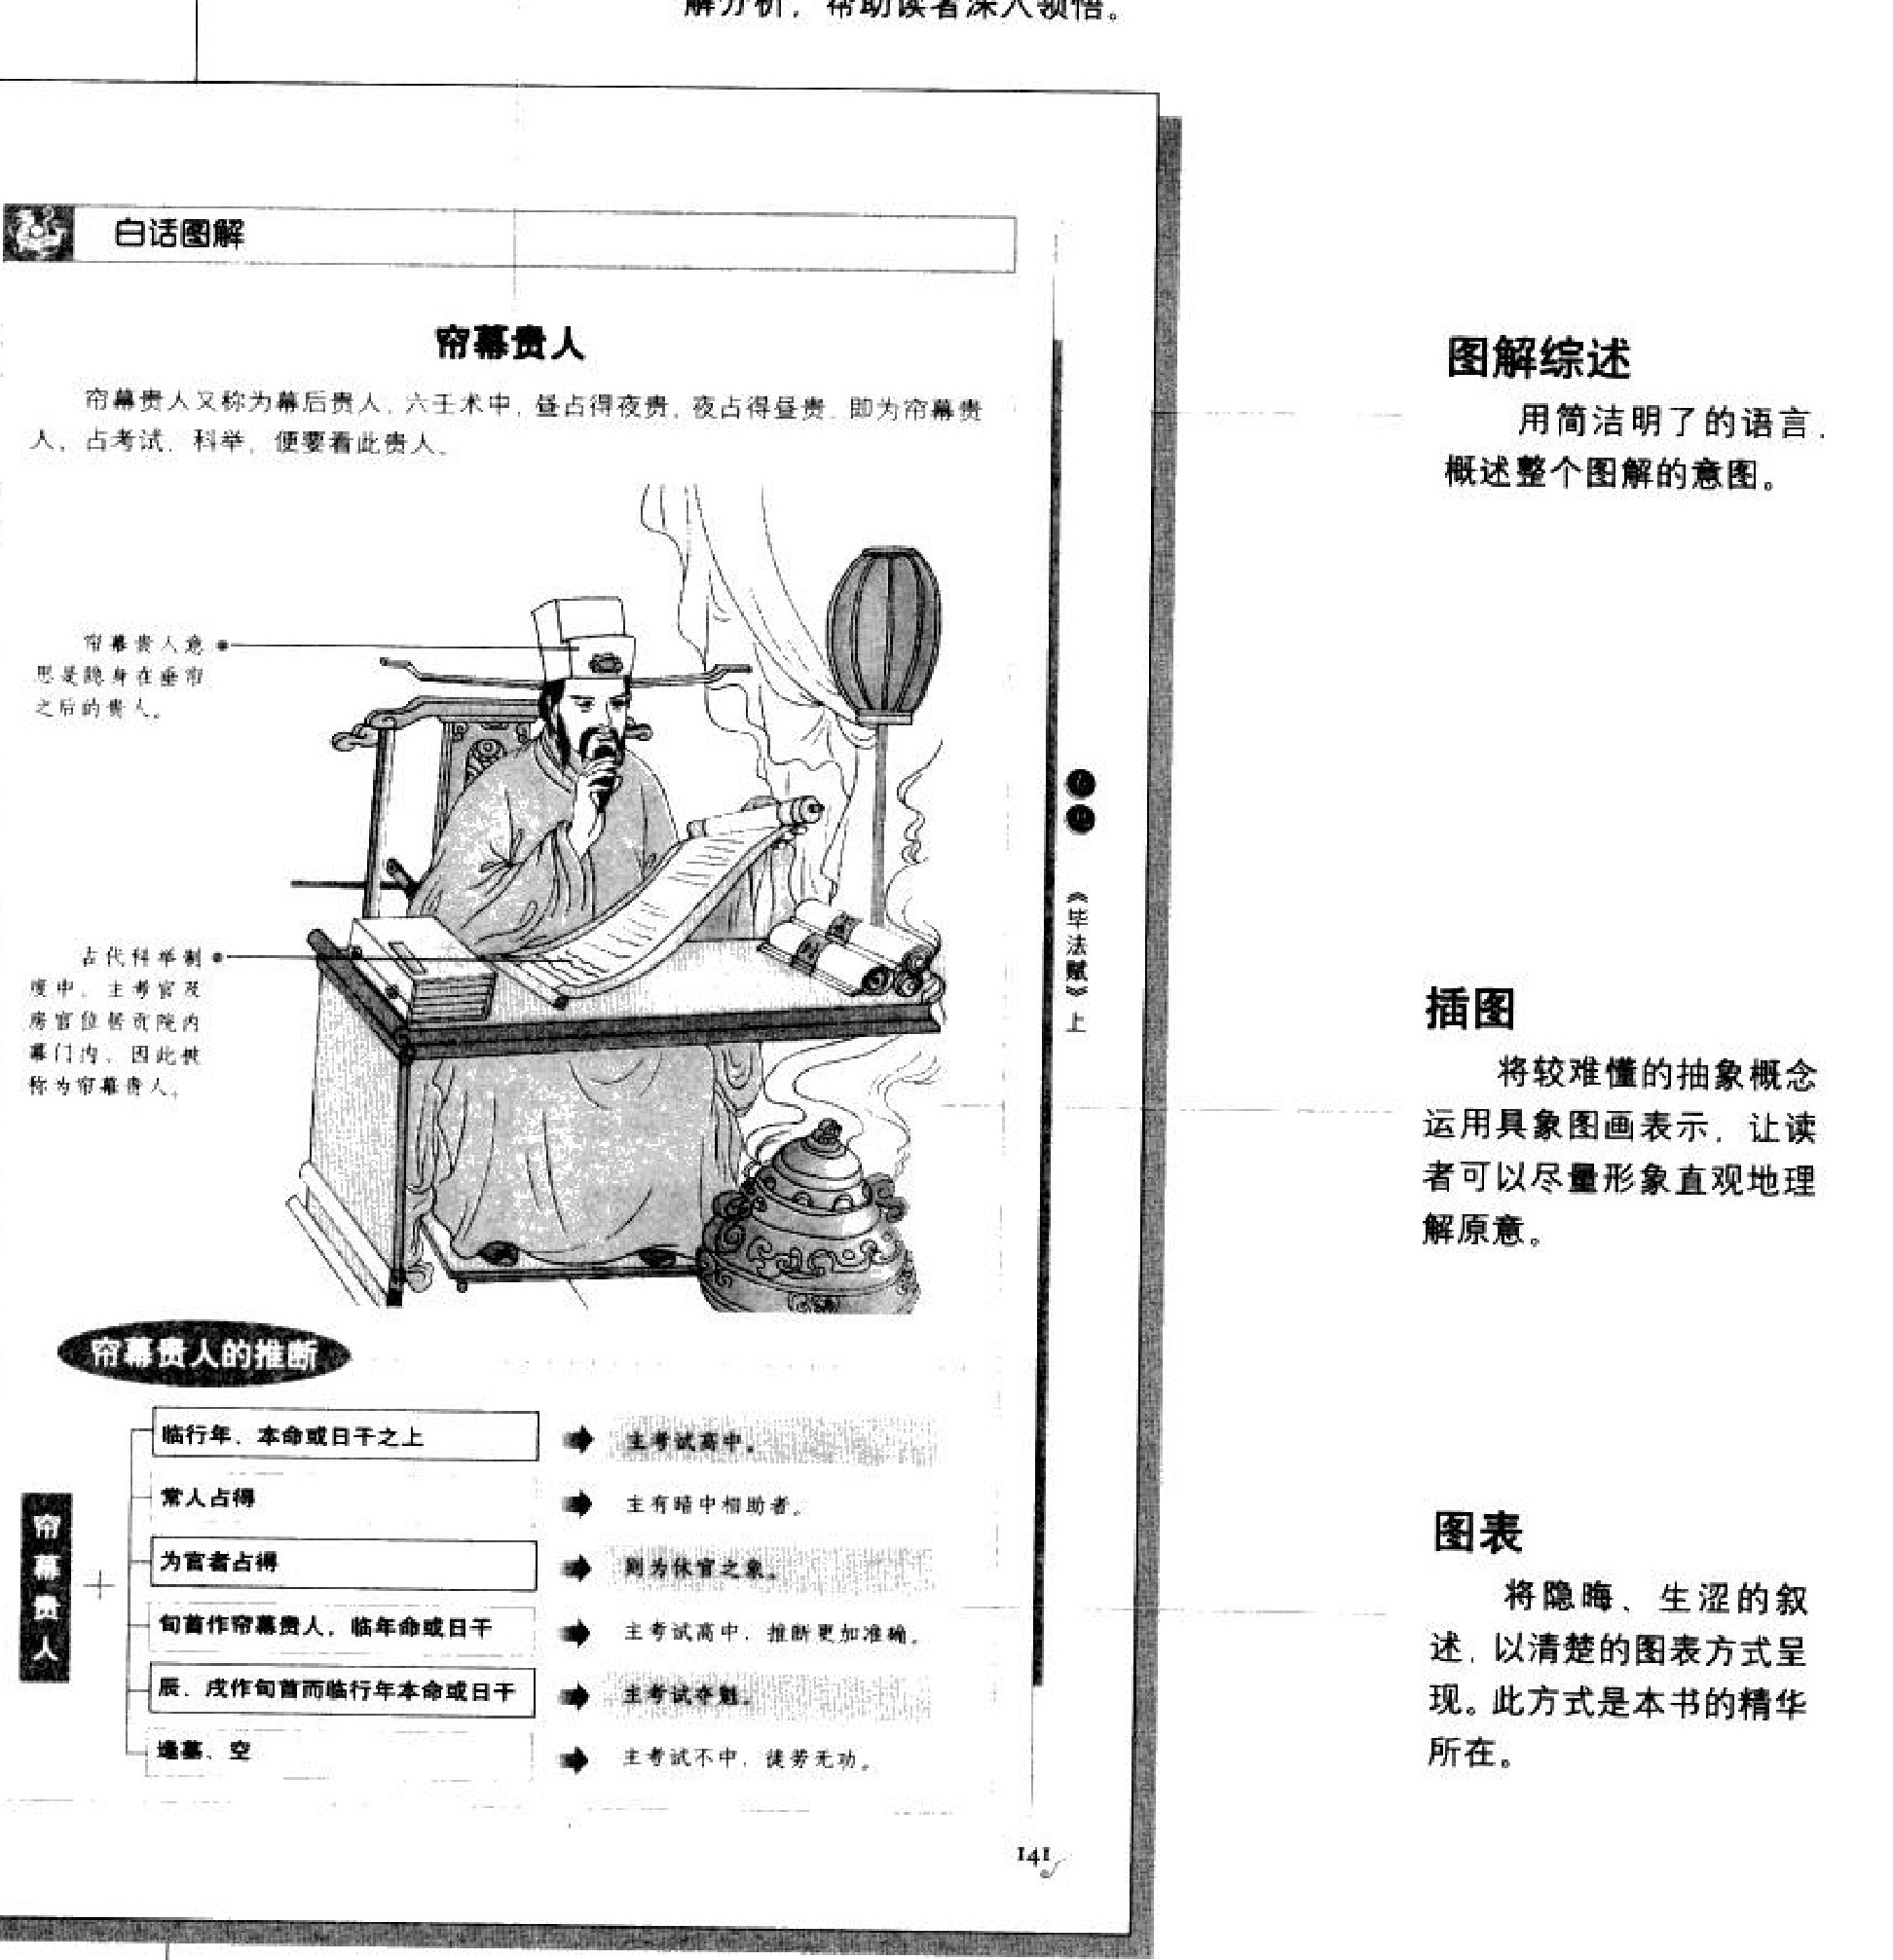 解分析，帮助读者深入领悟。
白话图解
帘幕贵人
帘幕贵人又称为幕后贵人，六壬术中，昼占得夜贵，夜占得昼贵，即为帘幕贵
人，占考试、科举，便要看此贵人。
帘幕贵人意
思是隐身在垂帘
之后的贵人。
古代科举制
度中，主考官及
房官位居贡院内
幕门内，因此被
称为帘幕贵人。
《毕法赋》上
帘幕贵人的推断
帘幕贵人
+
临行年、本命或日干之上
主考试高中。
常人占得
主有暗中相助者。
为官者占得
则为休官之象。
旬首作帘幕贵人，临年命或日干
主考试高中，推断更加准确。
辰、戌作旬首而临行年本命或日干
主考试夺魁。
逢墓、空
主考试不中，徒劳无功。
141
图解综述
用简洁明了的语言，
概述整个图解的意图。
插图
将较难懂的抽象概念
运用具象图画表示，让读
者可以尽量形象直观地理
解原意。
图表
将隐晦、生涩的叙
述，以清楚的图表方式呈
现。此方式是本书的精华
所在。